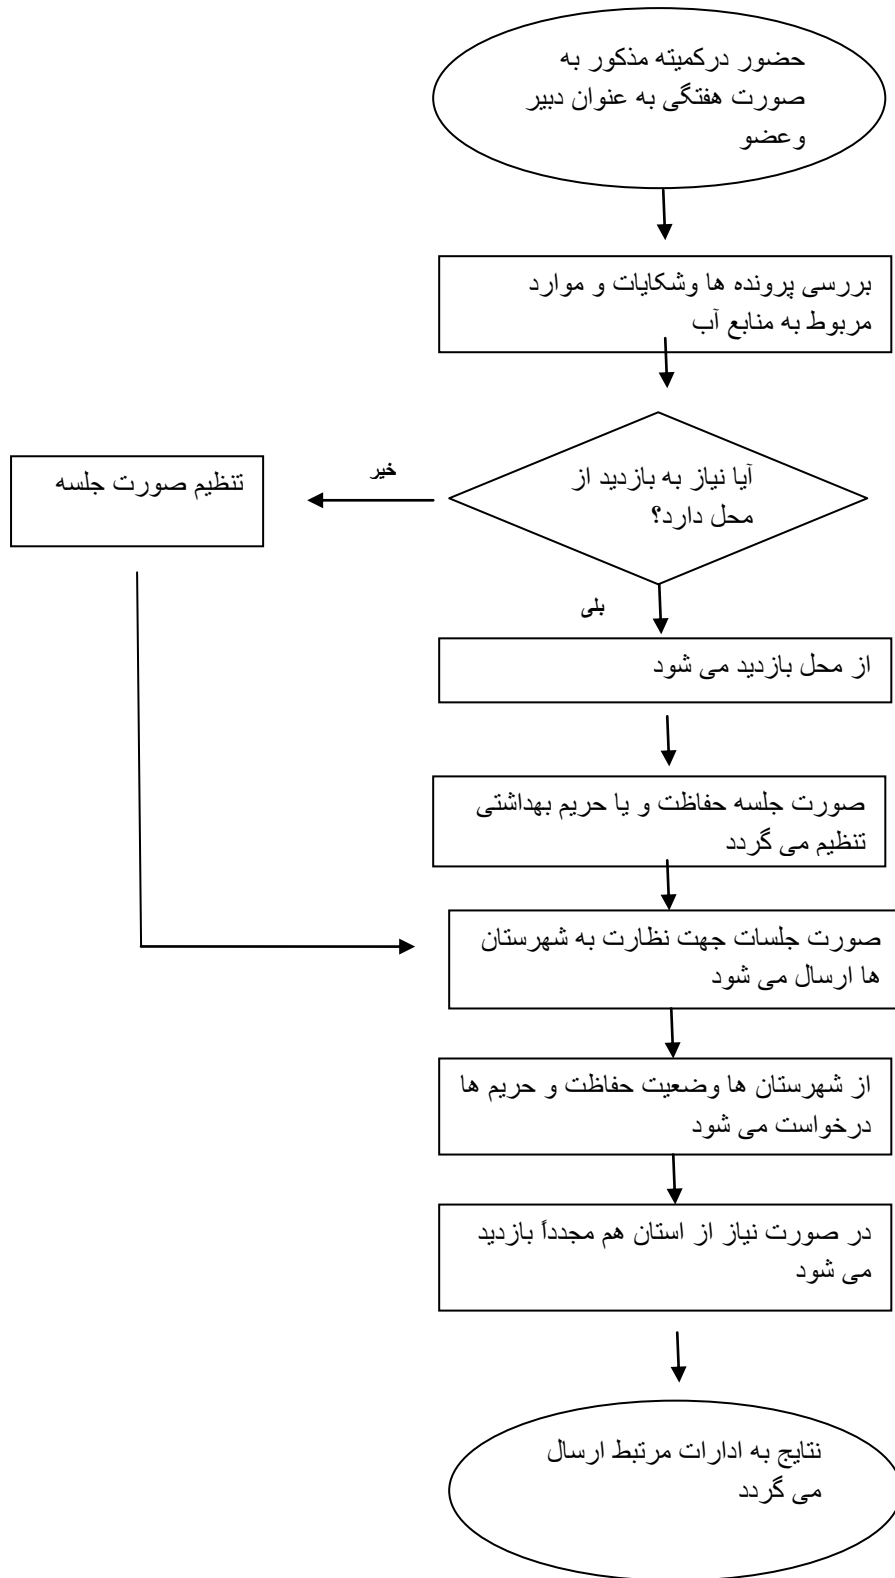 حضور درکمیته مذکور به
صورت هفتگی به عنوان دبیر
وعضو
بررسی پرونده ها وشکایات و موارد
مربوط به منابع آب
آیا نیاز به بازدید از
محل دارد؟
خیر
تنظیم صورت جلسه
بلی
از محل بازدید می شود
صورت جلسه حفاظت و یا حریم بهداشتی
تنظیم می گردد
صورت جلسات جهت نظارت به شهرستان
ها ارسال می شود
از شهرستان ها وضعیت حفاظت و حریم ها
درخواست می شود
در صورت نیاز از استان هم مجدداً بازدید
می شود
نتایج به ادارات مرتبط ارسال
می گردد